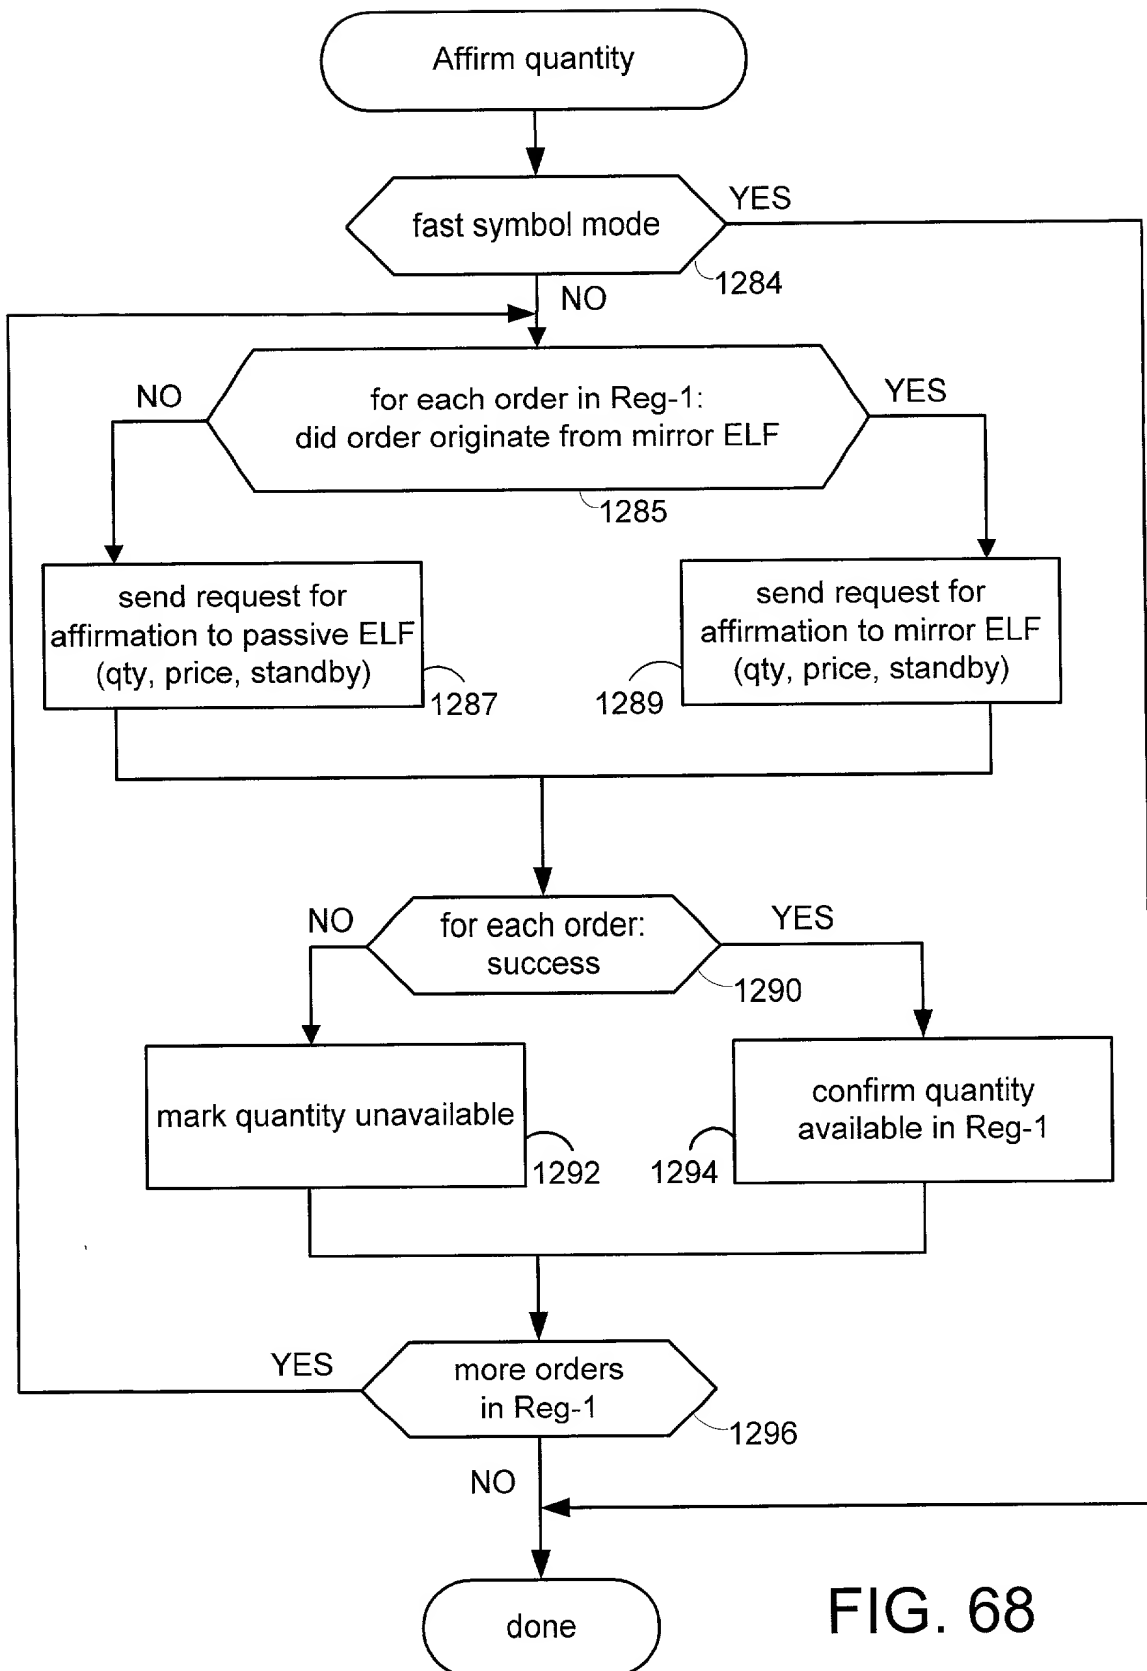 Affirm quantity
fast symbol mode
YES
1284
NO
for each order in Reg-1:
did order originate from mirror ELF
NO
YES
1285
send request for
affirmation to passive ELF
(qty, price, standby)
1287
send request for
affirmation to mirror ELF
(qty, price, standby)
1289
for each order:
success
NO
YES
1290
mark quantity unavailable
1292
confirm quantity
available in Reg-1
1294
more orders
in Reg-1
YES
1296
NO
done
FIG. 68